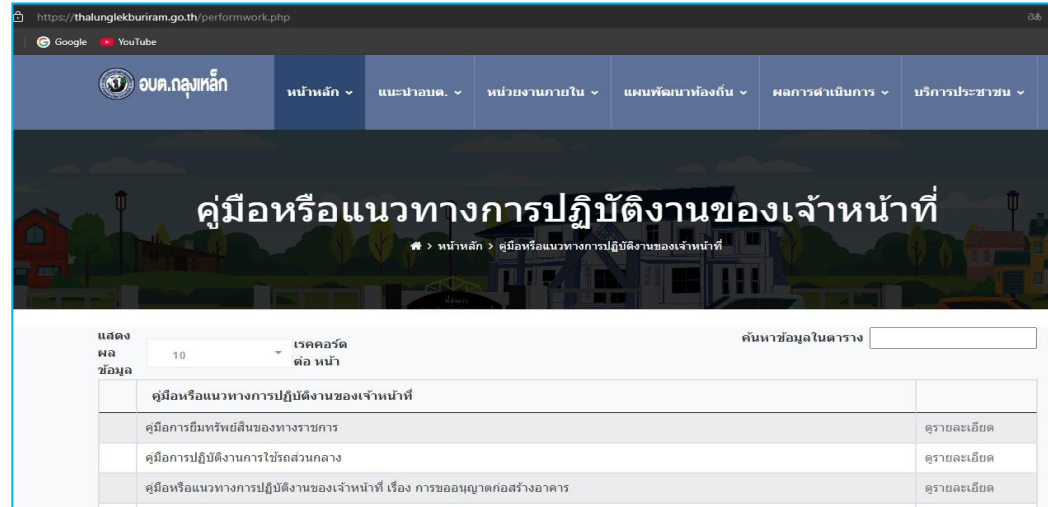 https://thalunglekburiram.go.th/performwork.php
Google YouTube
อบต.ถลุงเหล็ก
หน้าหลัก แนะนำอบต. หน่วยงานภายใน แผนพัฒนาท้องถิ่น ผลการดำเนินการ บริการประชาชน
คู่มือหรือแนวทางการปฏิบัติงานของเจ้าหน้าที่
> หน้าหลัก > คู่มือหรือแนวทางการปฏิบัติงานของเจ้าหน้าที่
แสดงผลข้อมูล 10 เรคคอร์ด ต่อ หน้า
ค้นหาข้อมูลในตาราง
คู่มือหรือแนวทางการปฏิบัติงานของเจ้าหน้าที่
คู่มือการยืมทรัพย์สินของทางราชการ ดูรายละเอียด
คู่มือการปฏิบัติงานการใช้รถส่วนกลาง ดูรายละเอียด
คู่มือหรือแนวทางการปฏิบัติงานของเจ้าหน้าที่ เรื่อง การขออนุญาตก่อสร้างอาคาร ดูรายละเอียด